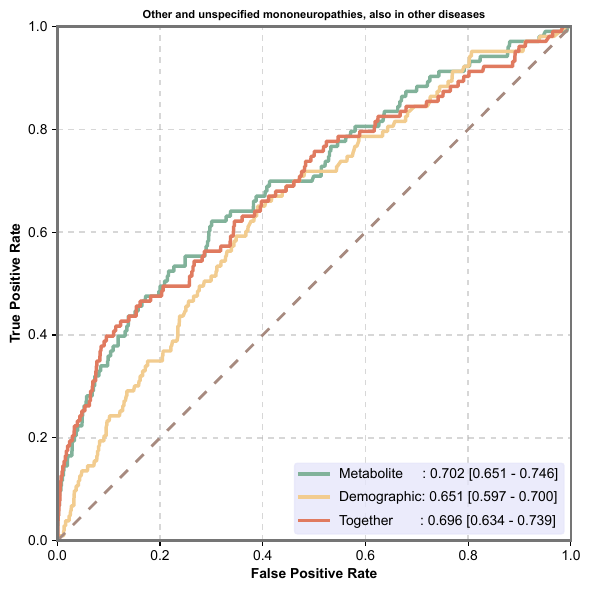 Other and unspecified mononeuropathies, also in other diseases
1.0
0.8
0.6
0.4
0.2
0.0
True Positive Rate
Metabolite : 0.702 [0.651 - 0.746]
Demographic: 0.651 [0.597 - 0.700]
Together : 0.696 [0.634 - 0.739]
0.0 0.2 0.4 0.6 0.8 1.0
False Positive Rate